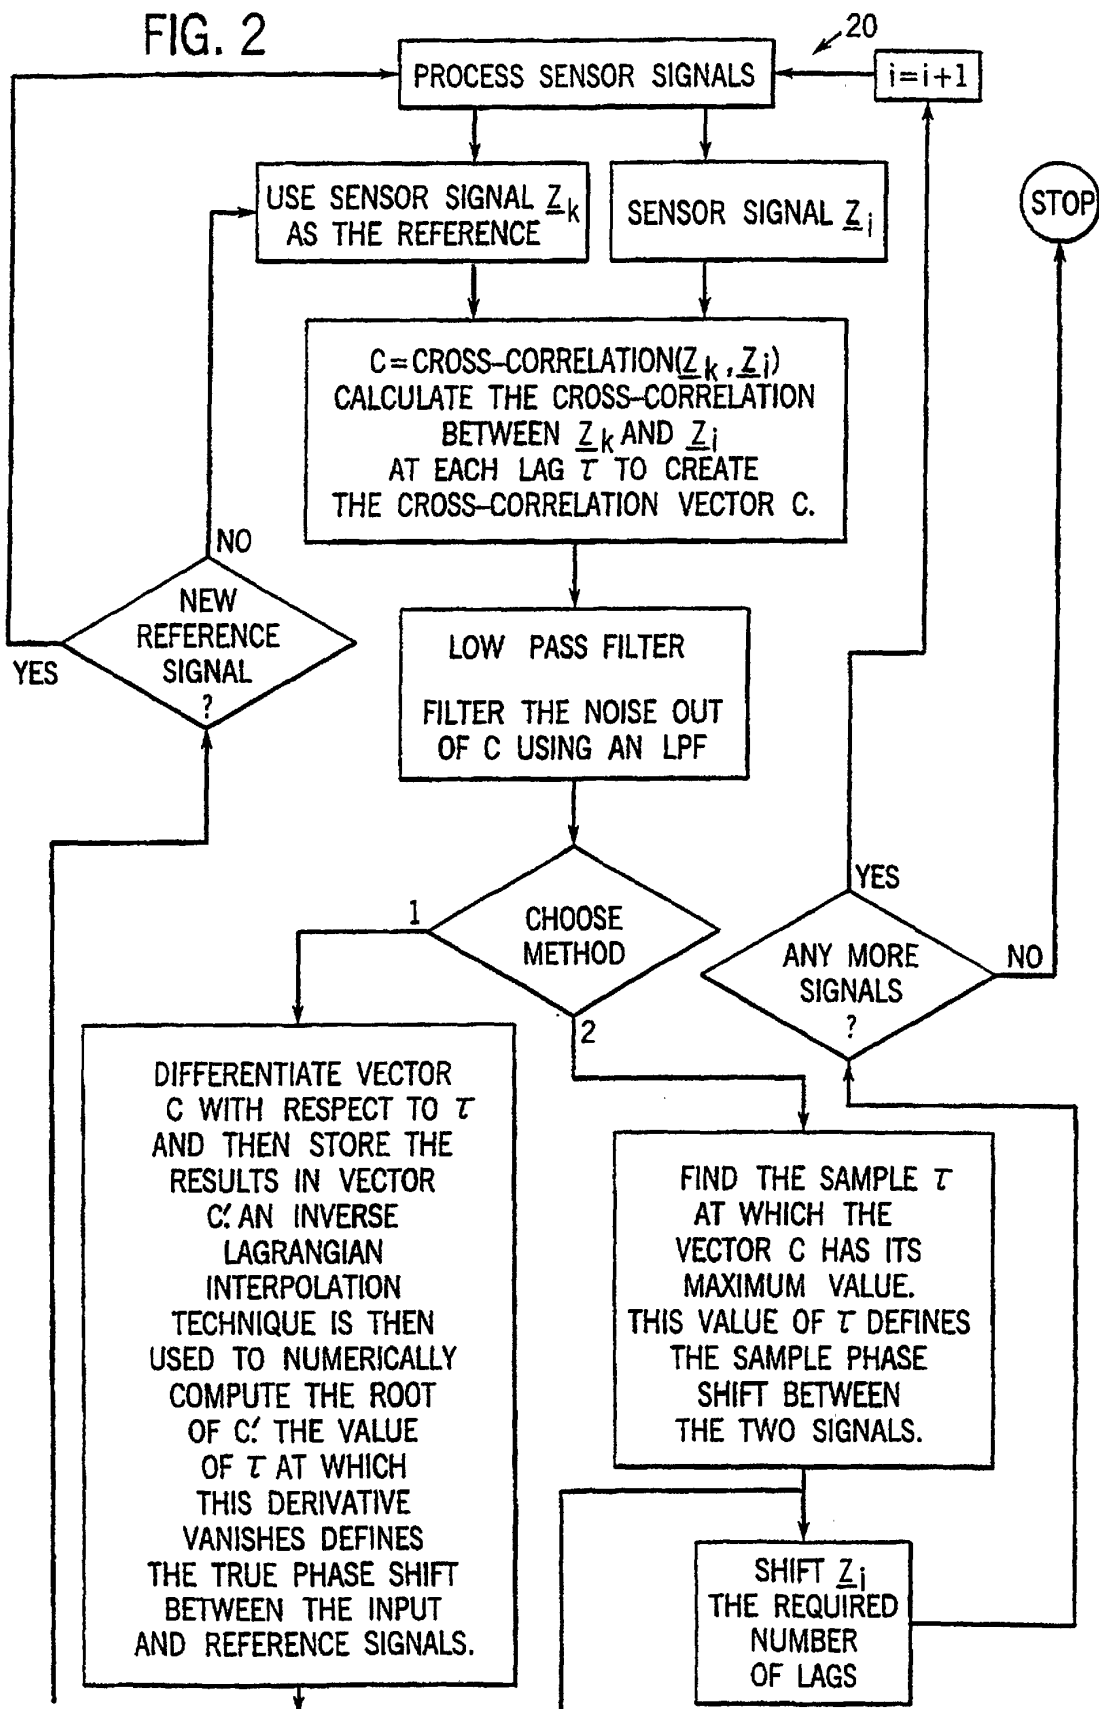 FIG. 2
20
PROCESS SENSOR SIGNALS
i=i+1
USE SENSOR SIGNAL Z_k
AS THE REFERENCE
SENSOR SIGNAL Z_i
STOP
C=CROSS-CORRELATION(Z_k, Z_i)
CALCULATE THE CROSS-CORRELATION
BETWEEN Z_k AND Z_i
AT EACH LAG τ TO CREATE
THE CROSS-CORRELATION VECTOR C.
NO
NEW
REFERENCE
SIGNAL
?
YES
LOW PASS FILTER
FILTER THE NOISE OUT
OF C USING AN LPF
CHOOSE
METHOD
1
2
YES
ANY MORE
SIGNALS
?
NO
DIFFERENTIATE VECTOR
C WITH RESPECT TO τ
AND THEN STORE THE
RESULTS IN VECTOR
C'. AN INVERSE
LAGRANGIAN
INTERPOLATION
TECHNIQUE IS THEN
USED TO NUMERICALLY
COMPUTE THE ROOT
OF C'. THE VALUE
OF τ AT WHICH
THIS DERIVATIVE
VANISHES DEFINES
THE TRUE PHASE SHIFT
BETWEEN THE INPUT
AND REFERENCE SIGNALS.
FIND THE SAMPLE τ
AT WHICH THE
VECTOR C HAS ITS
MAXIMUM VALUE.
THIS VALUE OF τ DEFINES
THE SAMPLE PHASE
SHIFT BETWEEN
THE TWO SIGNALS.
SHIFT Z_i
THE REQUIRED
NUMBER
OF LAGS